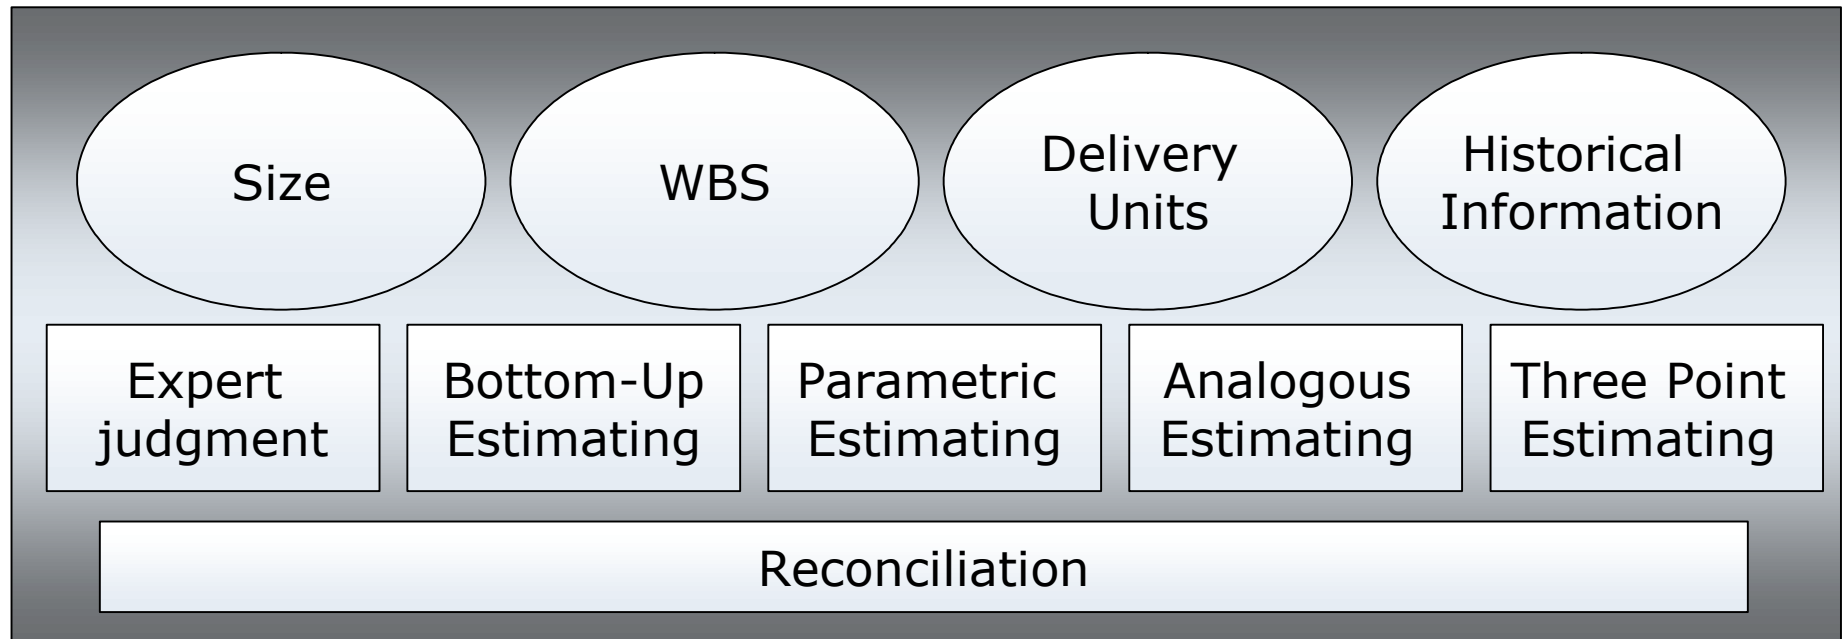 Size
WBS
Delivery
Units
Historical
Information
Expert
judgment
Bottom-Up
Estimating
Parametric
Estimating
Analogous
Estimating
Three Point
Estimating
Reconciliation